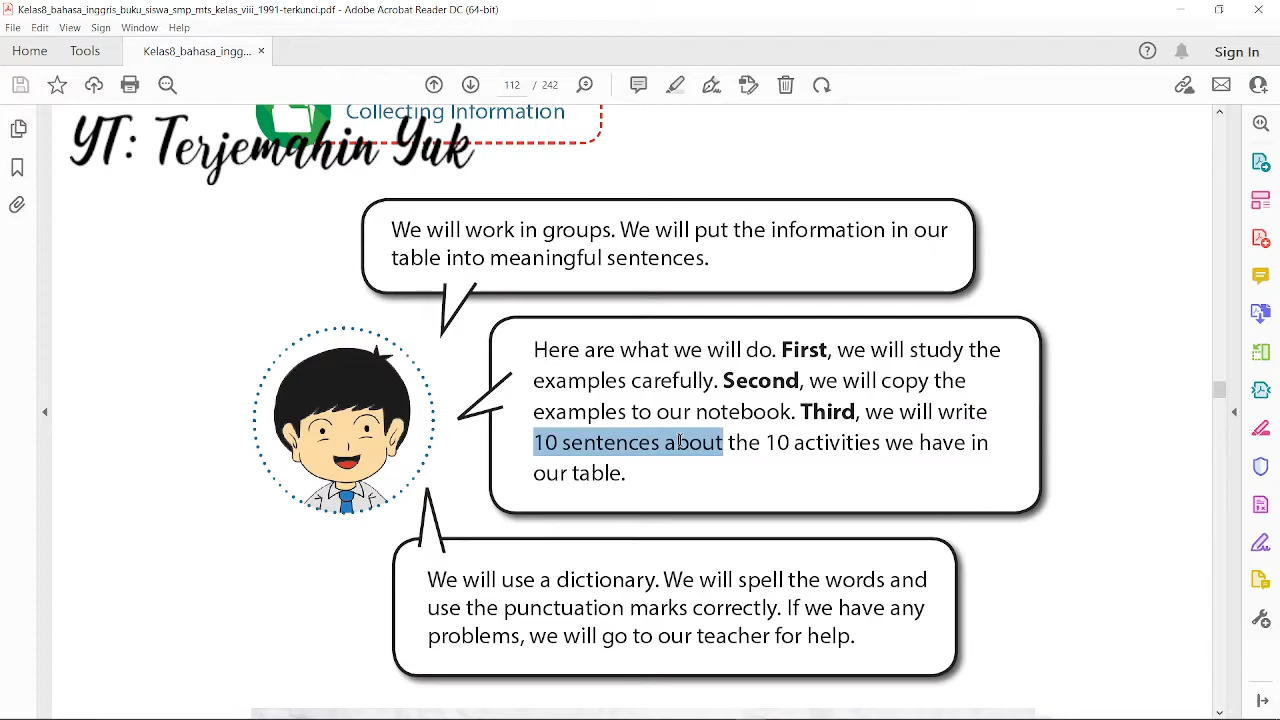 Kelas8_bahasa_inggris_buku_siswa_smp_mts_kelas_viii_1991-terkunci.pdf - Adobe Acrobat Reader DC (64-bit)
File Edit View Sign Window Help
Home Tools Kelas8_bahasa_ingg... × Sign In
112 / 242
Collecting Information
YT: Terjemahin Yuk
We will work in groups. We will put the information in our
table into meaningful sentences.
Here are what we will do. First, we will study the
examples carefully. Second, we will copy the
examples to our notebook. Third, we will write
10 sentences about the 10 activities we have in
our table.
We will use a dictionary. We will spell the words and
use the punctuation marks correctly. If we have any
problems, we will go to our teacher for help.